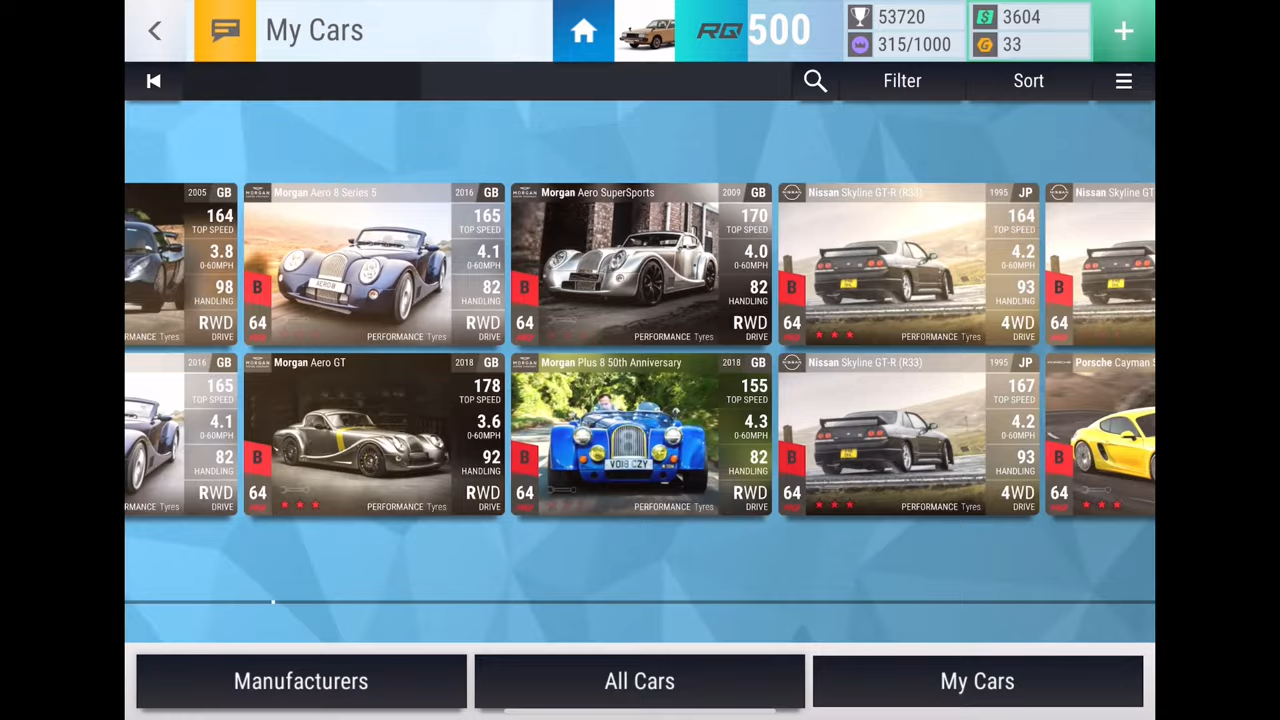 My Cars
RQ 500
53720
315/1000
3604
33
+
Filter
Sort
2005 GB
164
TOP SPEED
3.8
0-60MPH
98
HANDLING
RWD
DRIVE
RFORMANCE Tyres
Morgan Aero 8 Series 5 2016 GB
165
TOP SPEED
4.1
0-60MPH
B
82
HANDLING
64
RWD
DRIVE
PERFORMANCE Tyres
Morgan Aero SuperSports 2009 GB
170
TOP SPEED
4.0
0-60MPH
B
82
HANDLING
64
RWD
DRIVE
PERFORMANCE Tyres
Nissan Skyline GT-R (R33) 1995 JP
164
TOP SPEED
4.2
0-60MPH
B
93
HANDLING
64
4WD
DRIVE
PERFORMANCE Tyres
Nissan Skyline GT
B
64
2016 GB
165
TOP SPEED
4.1
0-60MPH
82
HANDLING
RWD
DRIVE
RMANCE Tyres
Morgan Aero GT 2018 GB
178
TOP SPEED
3.6
0-60MPH
B
92
HANDLING
64
RWD
DRIVE
PERFORMANCE Tyres
Morgan Plus 8 50th Anniversary 2018 GB
155
TOP SPEED
4.3
0-60MPH
B
82
HANDLING
64
RWD
DRIVE
PERFORMANCE Tyres
VO18 CZY
Nissan Skyline GT-R (R33) 1995 JP
167
TOP SPEED
4.2
0-60MPH
B
93
HANDLING
64
4WD
DRIVE
PERFORMANCE Tyres
Porsche Cayman
B
64
Manufacturers
All Cars
My Cars